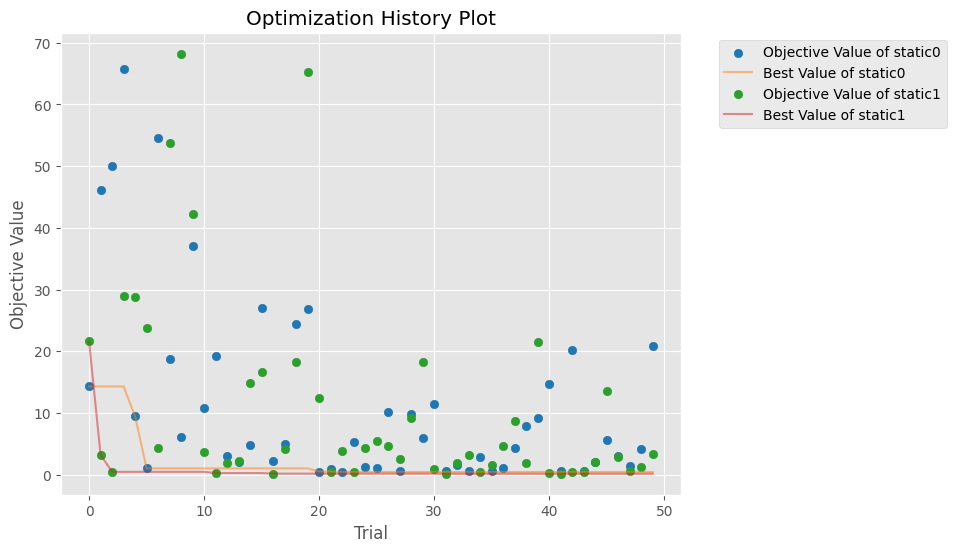 Optimization History Plot
Objective Value of static0
Best Value of static0
Objective Value of static1
Best Value of static1
70
60
50
40
30
20
10
0
Objective Value
0
10
20
30
40
50
Trial